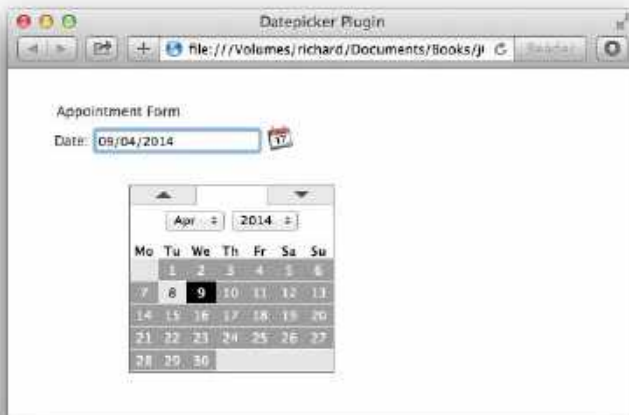 Datepicker Plugin
file:///Volumes/richard/Documents/Books/j
Reader
Appointment Form
Date: 09/04/2014
17
Apr 2014
Mo Tu We Th Fr Sa Su
1 2 3 4 5 6
7 8 9 10 11 12 13
14 15 16 17 18 19 20
21 22 23 24 25 26 27
28 29 30